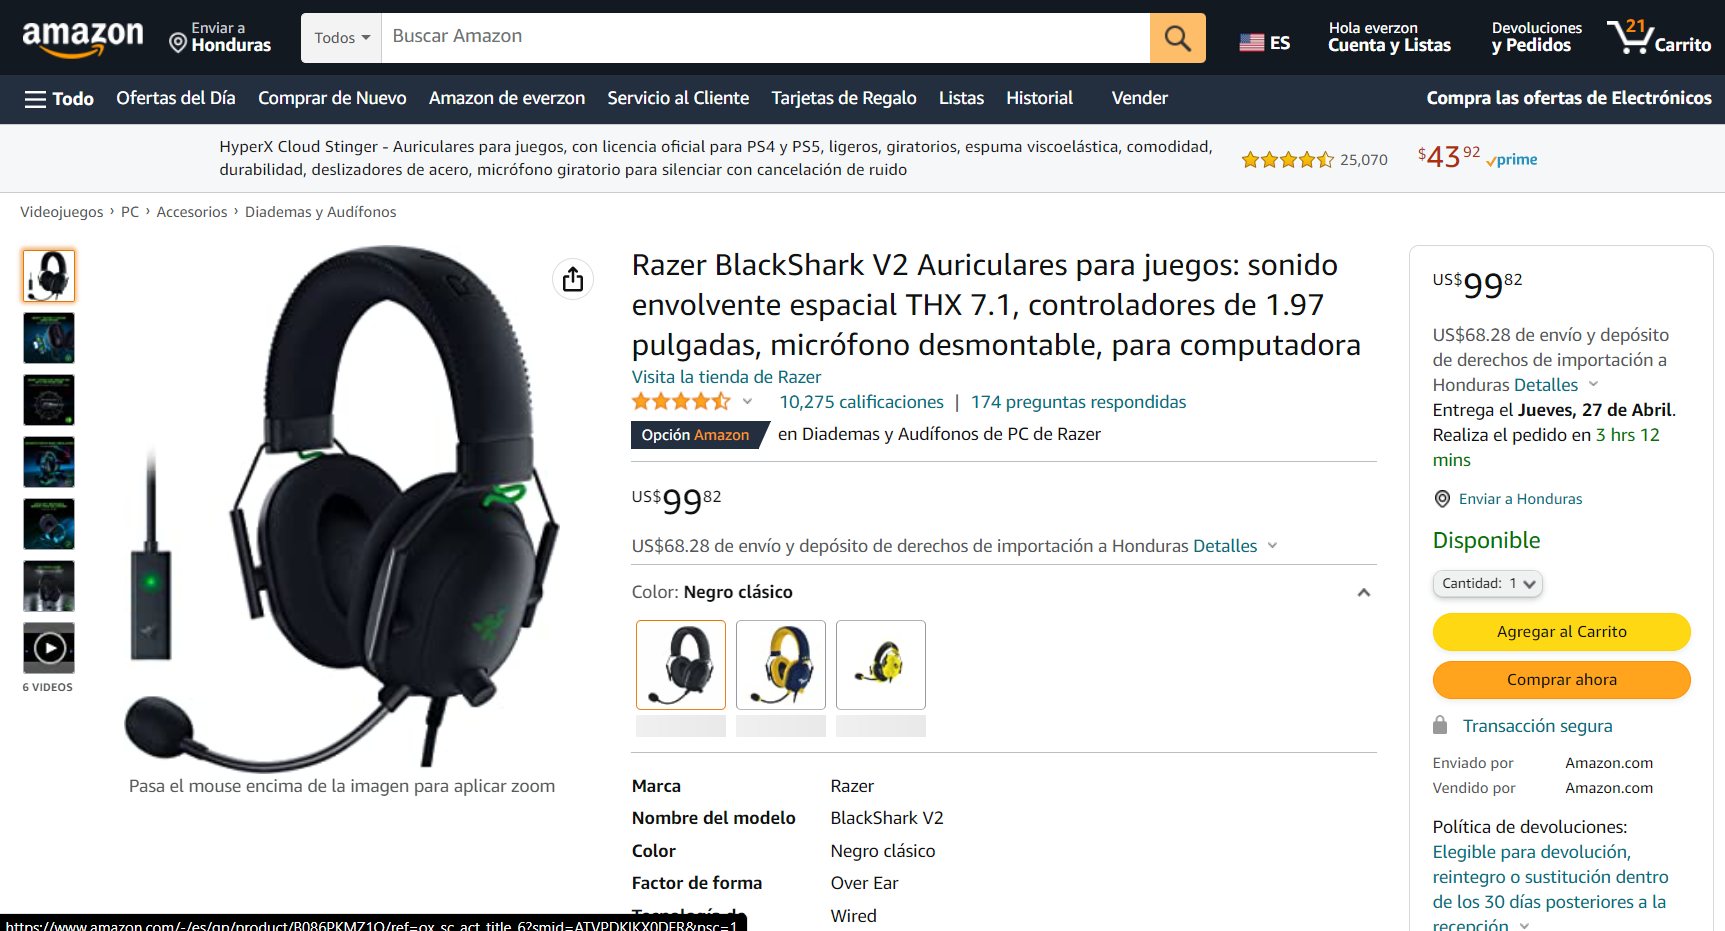 amazon
Enviar a
Honduras
Todos
Buscar Amazon
ES
Hola everzon
Cuenta y Listas
Devoluciones
y Pedidos
21
Carrito
Todo
Ofertas del Día
Comprar de Nuevo
Amazon de everzon
Servicio al Cliente
Tarjetas de Regalo
Listas
Historial
Vender
Compra las ofertas de Electrónicos
HyperX Cloud Stinger - Auriculares para juegos, con licencia oficial para PS4 y PS5, ligeros, giratorios, espuma viscoelástica, comodidad,
durabilidad, deslizadores de acero, micrófono giratorio para silenciar con cancelación de ruido
25,070
$43 92
prime
Videojuegos › PC › Accesorios › Diademas y Audífonos
6 VIDEOS
Pasa el mouse encima de la imagen para aplicar zoom
Razer BlackShark V2 Auriculares para juegos: sonido
envolvente espacial THX 7.1, controladores de 1.97
pulgadas, micrófono desmontable, para computadora
Visita la tienda de Razer
10,275 calificaciones | 174 preguntas respondidas
Opción Amazon en Diademas y Audífonos de PC de Razer
US$99 82
US$68.28 de envío y depósito de derechos de importación a Honduras Detalles
Color: Negro clásico
Marca Razer
Nombre del modelo BlackShark V2
Color Negro clásico
Factor de forma Over Ear
Tecnología de Wired
US$99 82
US$68.28 de envío y depósito
de derechos de importación a
Honduras Detalles
Entrega el Jueves, 27 de Abril.
Realiza el pedido en 3 hrs 12
mins
Enviar a Honduras
Disponible
Cantidad: 1
Agregar al Carrito
Comprar ahora
Transacción segura
Enviado por Amazon.com
Vendido por Amazon.com
Política de devoluciones:
Elegible para devolución,
reintegro o sustitución dentro
de los 30 días posteriores a la
recepción
https://www.amazon.com/-/es/gp/product/B086PKMZ1Q/ref=ox_sc_act_title_6?smid=ATVPDKIKX0DER&psc=1